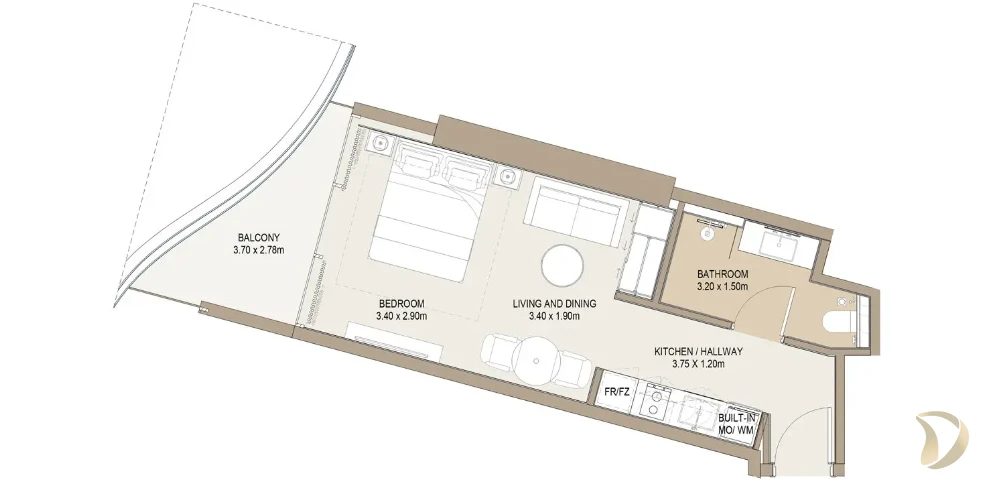 BALCONY
3.70 x 2.78m
BEDROOM
3.40 x 2.90m
LIVING AND DINING
3.40 x 1.90m
BATHROOM
3.20 x 1.50m
KITCHEN / HALLWAY
3.75 X 1.20m
FR/FZ
BUILT-IN
MO/ WM